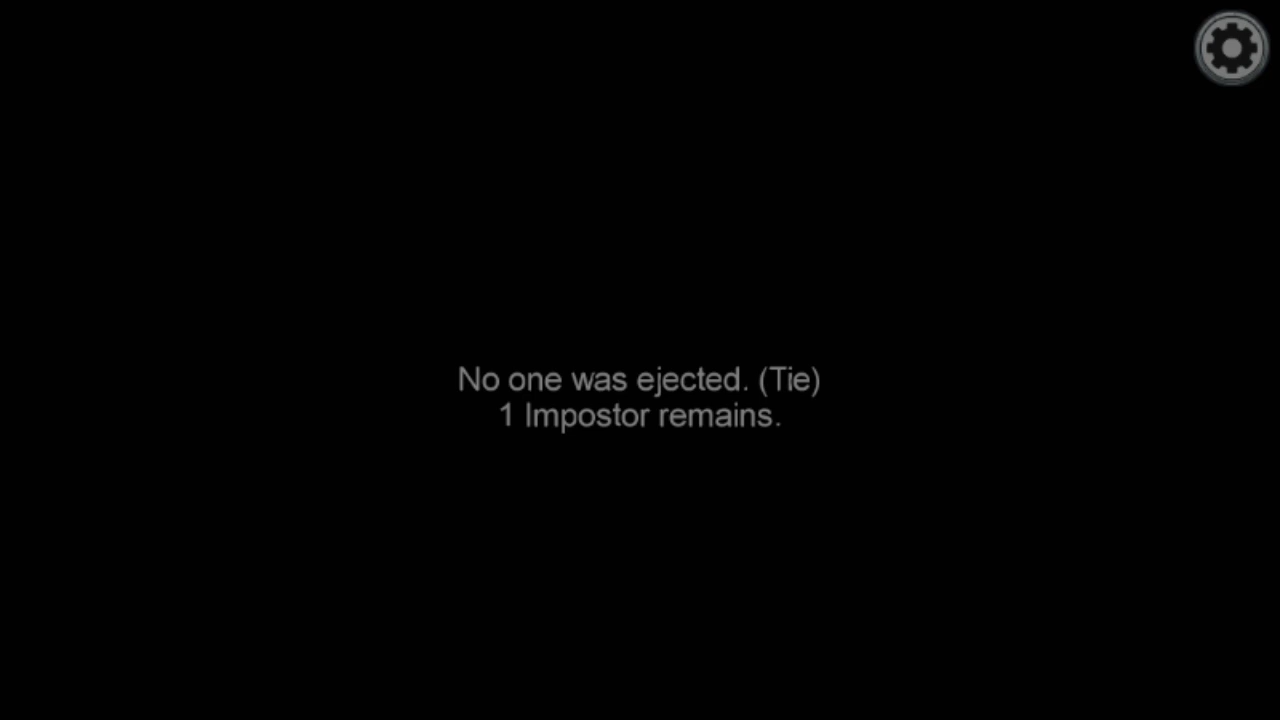 No one was ejected. (Tie)
1 Impostor remains.